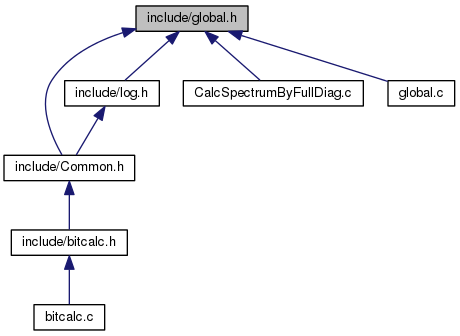 include/global.h
include/log.h
CalcSpectrumByFullDiag.c
global.c
include/Common.h
include/bitcalc.h
bitcalc.c